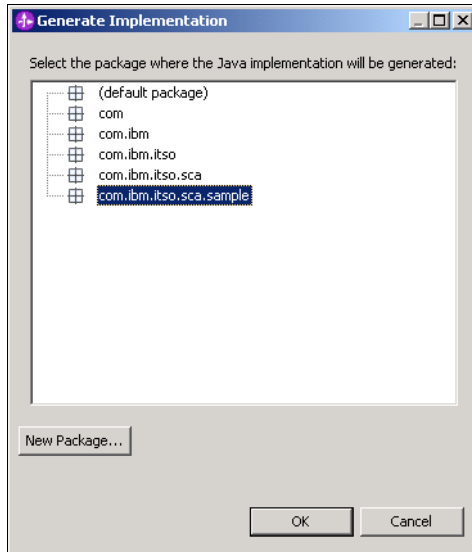 Generate Implementation
Select the package where the Java implementation will be generated:
(default package)
com
com.ibm
com.ibm.itso
com.ibm.itso.sca
com.ibm.itso.sca.sample
New Package...
OK
Cancel